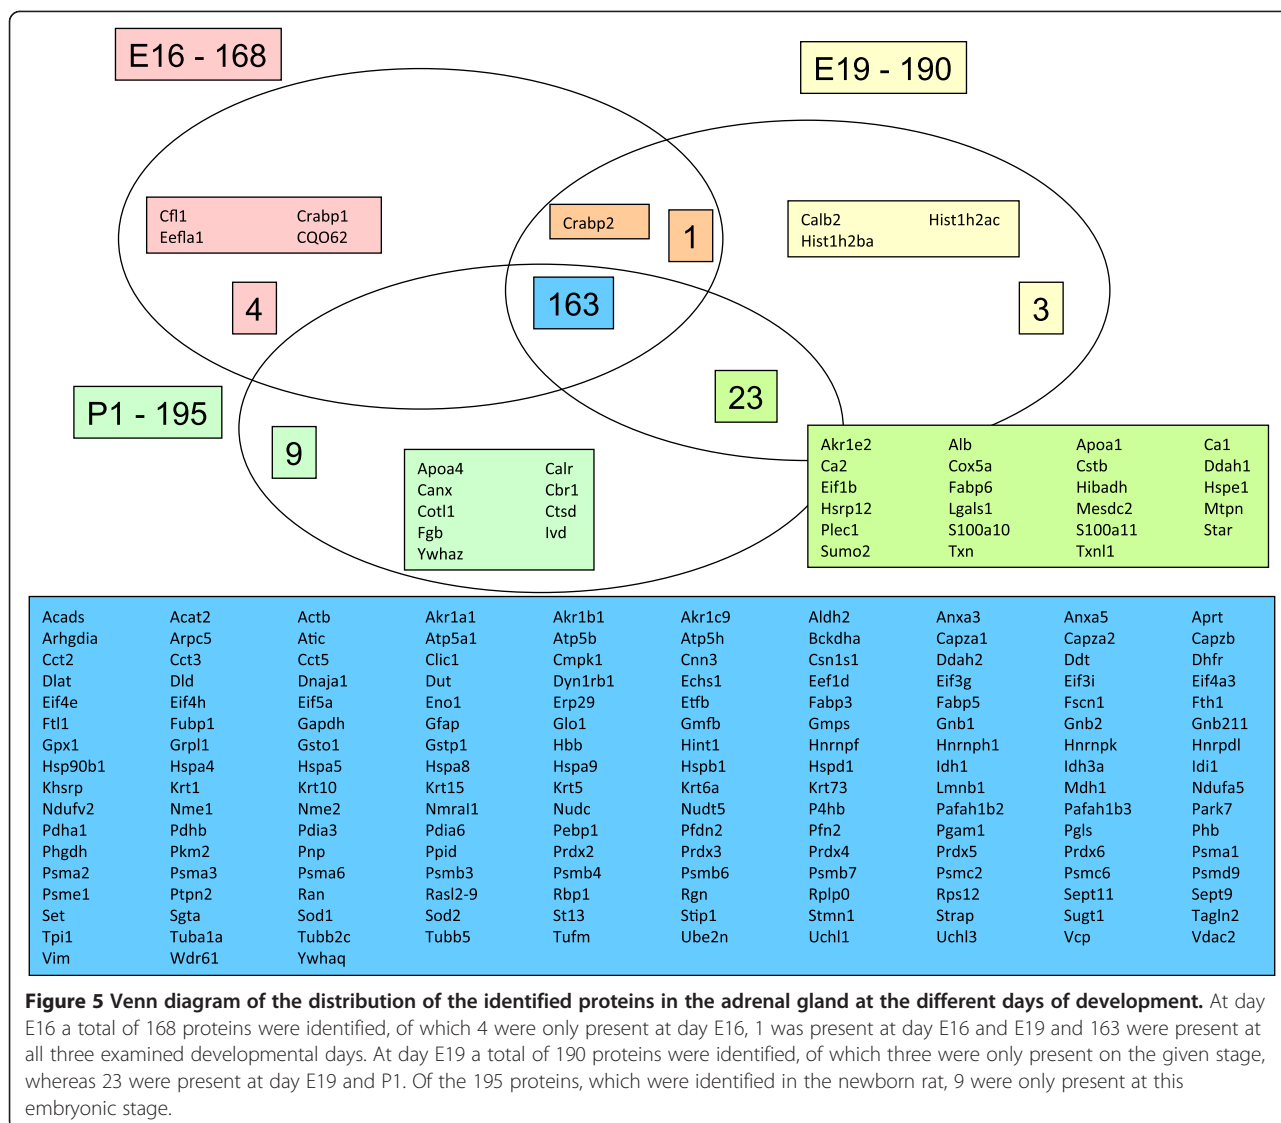 E16 - 168
E19 - 190
Cfl1 Crabp1
Eefla1 CQO62
Crabp2
1
Calb2 Hist1h2ac
Hist1h2ba
4
163
3
P1 - 195
23
9
Apoa4 Calr
Canx Cbr1
Cotl1 Ctsd
Fgb Ivd
Ywhaz
Akr1e2 Alb Apoa1 Ca1
Ca2 Cox5a Cstb Ddah1
Eif1b Fabp6 Hibadh Hspe1
Hsrp12 Lgals1 Mesdc2 Mtpn
Plec1 S100a10 S100a11 Star
Sumo2 Txn Txnl1
Acads Acat2 Actb Akr1a1 Akr1b1 Akr1c9 Aldh2 Anxa3 Anxa5 Aprt
Arhgdia Arpc5 Atic Atp5a1 Atp5b Atp5h Bckdha Capza1 Capza2 Capzb
Cct2 Cct3 Cct5 Clic1 Cmpk1 Cnn3 Csn1s1 Ddah2 Ddt Dhfr
Dlat Dld Dnaja1 Dut Dyn1rb1 Echs1 Eef1d Eif3g Eif3i Eif4a3
Eif4e Eif4h Eif5a Eno1 Erp29 Etfb Fabp3 Fabp5 Fscn1 Fth1
Ftl1 Fubp1 Gapdh Gfap Glo1 Gmfb Gmps Gnb1 Gnb2 Gnb211
Gpx1 Grpl1 Gsto1 Gstp1 Hbb Hint1 Hnrnpf Hnrnph1 Hnrnpk Hnrpdl
Hsp90b1 Hspa4 Hspa5 Hspa8 Hspa9 Hspb1 Hspd1 Idh1 Idh3a Idi1
Khsrp Krt1 Krt10 Krt15 Krt5 Krt6a Krt73 Lmnb1 Mdh1 Ndufa5
Ndufv2 Nme1 Nme2 Nmral1 Nudc Nudt5 P4hb Pafah1b2 Pafah1b3 Park7
Pdha1 Pdhb Pdia3 Pdia6 Pebp1 Pfdn2 Pfn2 Pgam1 Pgls Phb
Phgdh Pkm2 Pnp Ppid Prdx2 Prdx3 Prdx4 Prdx5 Prdx6 Psma1
Psma2 Psma3 Psma6 Psmb3 Psmb4 Psmb6 Psmb7 Psmc2 Psmc6 Psmd9
Psme1 Ptpn2 Ran Rasl2-9 Rbp1 Rgn Rplp0 Rps12 Sept11 Sept9
Set Sgta Sod1 Sod2 St13 Stip1 Stmn1 Strap Sugt1 Tagln2
Tpi1 Tuba1a Tubb2c Tubb5 Tufm Ube2n Uchl1 Uchl3 Vcp Vdac2
Vim Wdr61 Ywhaq
Figure 5 Venn diagram of the distribution of the identified proteins in the adrenal gland at the different days of development. At day
E16 a total of 168 proteins were identified, of which 4 were only present at day E16, 1 was present at day E16 and E19 and 163 were present at
all three examined developmental days. At day E19 a total of 190 proteins were identified, of which three were only present on the given stage,
whereas 23 were present at day E19 and P1. Of the 195 proteins, which were identified in the newborn rat, 9 were only present at this
embryonic stage.